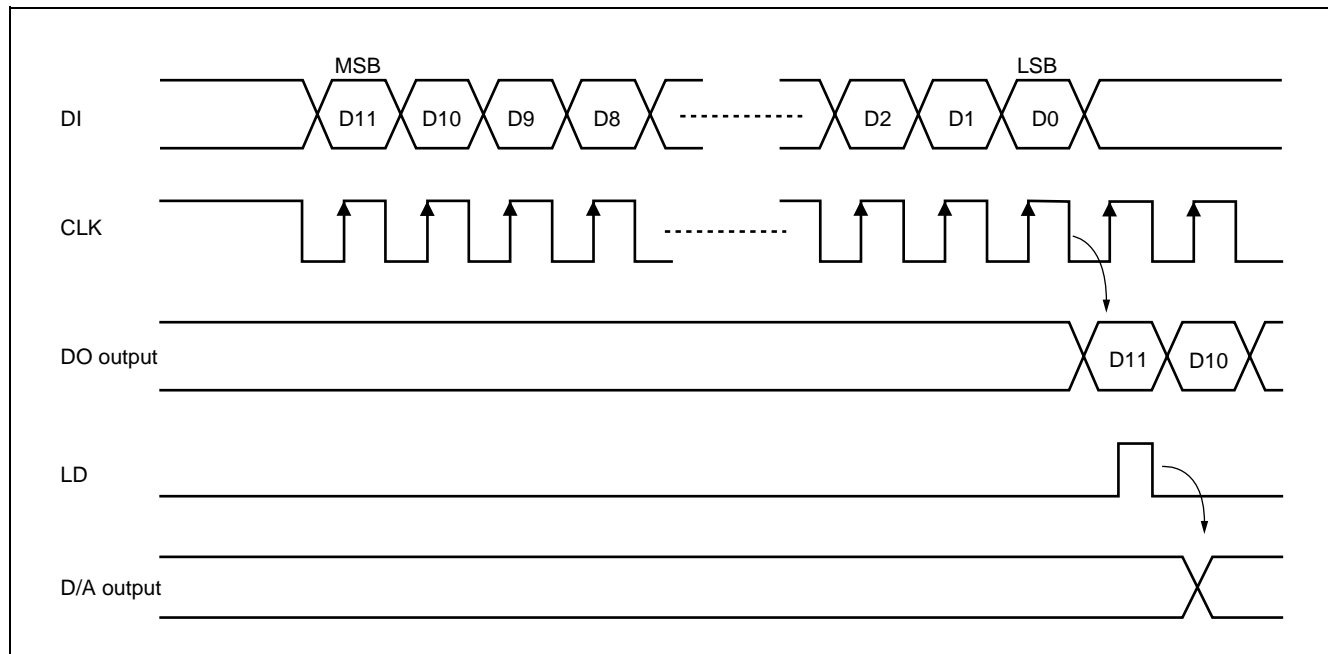 MSB
LSB
DI
D11 D10 D9 D8 D2 D1 D0
CLK
DO output
D11 D10
LD
D/A output